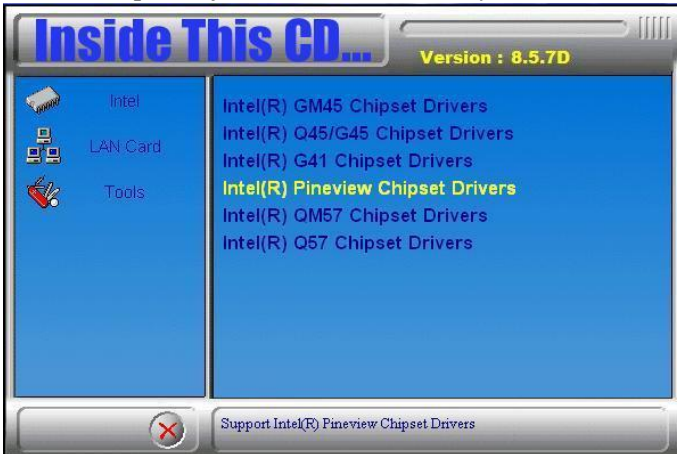 Inside This CD...
Version : 8.5.7D
Intel
LAN Card
Tools
Intel(R) GM45 Chipset Drivers
Intel(R) Q45/G45 Chipset Drivers
Intel(R) G41 Chipset Drivers
Intel(R) Pineview Chipset Drivers
Intel(R) QM57 Chipset Drivers
Intel(R) Q57 Chipset Drivers
Support Intel(R) Pineview Chipset Drivers